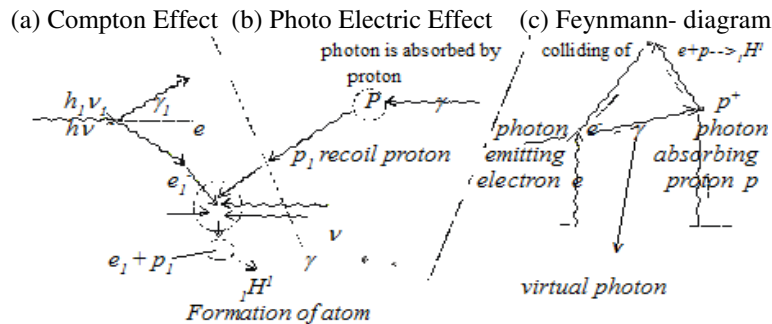 (a) Compton Effect (b) Photo Electric Effect (c) Feynmann- diagram
photon is absorbed by
proton
colliding of e+p-->₁H¹
h₁ν₁
γ₁
P
γ
p⁺
hν
e
photon e γ photon
p₁ recoil proton
emitting absorbing
e₁
electron e proton p
ν
e₁ + p₁
γ
₁H¹
virtual photon
Formation of atom